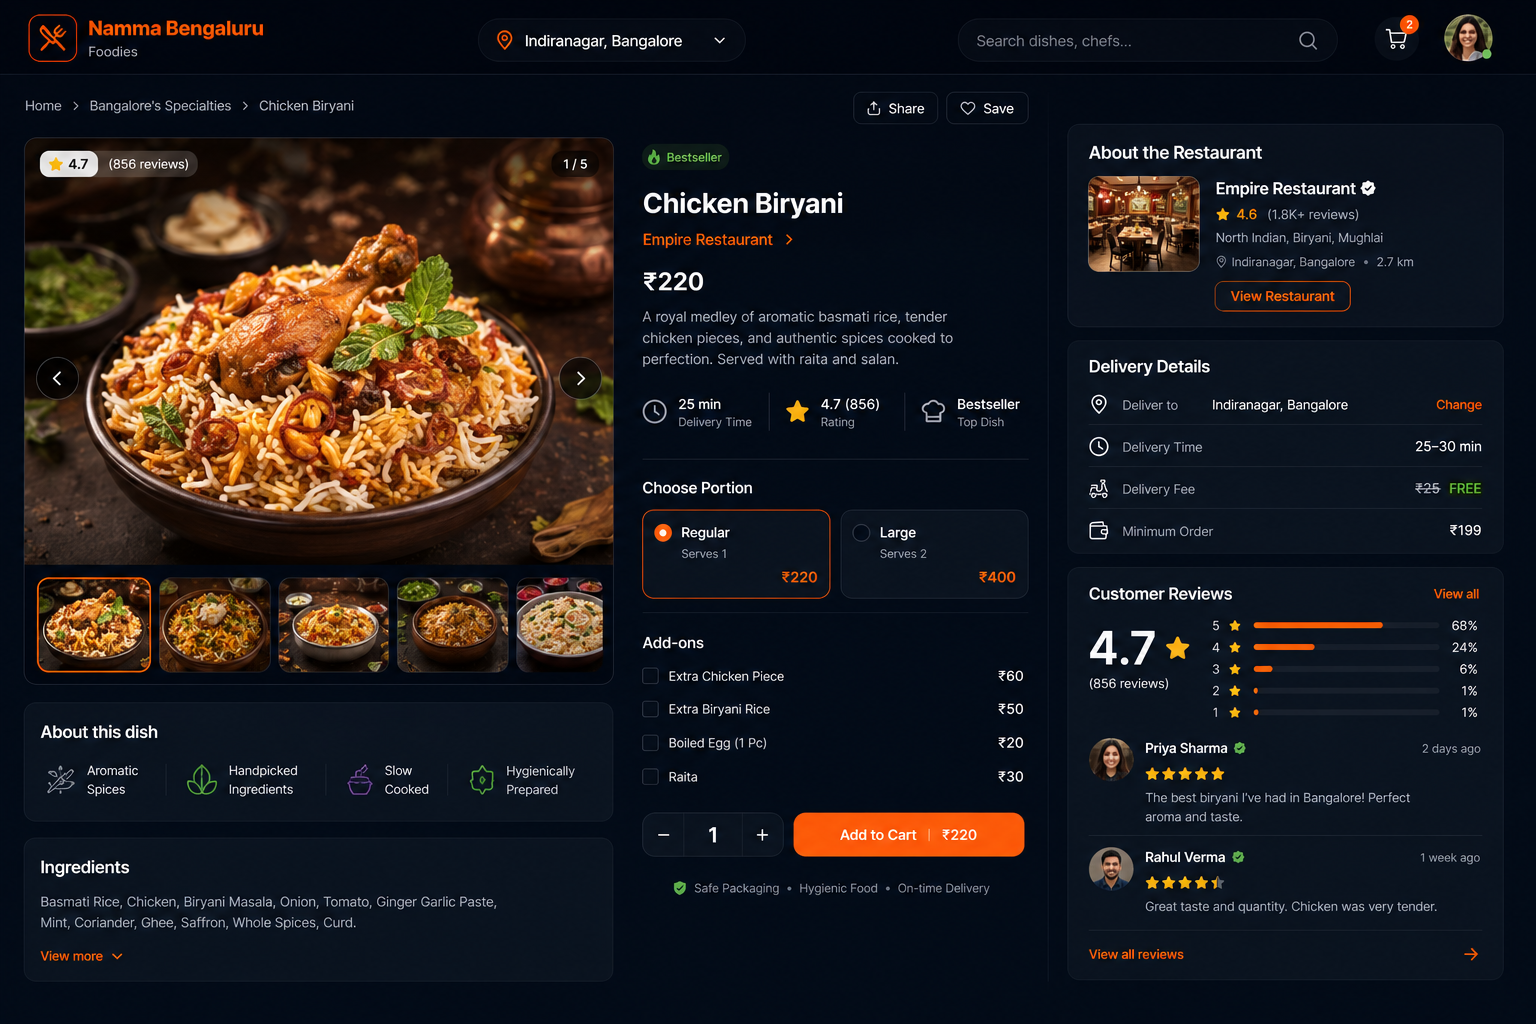 Namma Bengaluru
Foodies
Indiranagar, Bangalore
Search dishes, chefs...
2
Home > Bangalore's Specialties > Chicken Biryani
Share
Save
4.7 (856 reviews)
1 / 5
Bestseller
Chicken Biryani
Empire Restaurant >
₹220
A royal medley of aromatic basmati rice, tender
chicken pieces, and authentic spices cooked to
perfection. Served with raita and salan.
25 min
Delivery Time
4.7 (856)
Rating
Bestseller
Top Dish
Choose Portion
Regular
Serves 1
₹220
Large
Serves 2
₹400
Add-ons
Extra Chicken Piece ₹60
Extra Biryani Rice ₹50
Boiled Egg (1 Pc) ₹20
Raita ₹30
− 1 +
Add to Cart | ₹220
Safe Packaging • Hygienic Food • On-time Delivery
About this dish
Aromatic
Spices
Handpicked
Ingredients
Slow
Cooked
Hygienically
Prepared
Ingredients
Basmati Rice, Chicken, Biryani Masala, Onion, Tomato, Ginger Garlic Paste,
Mint, Coriander, Ghee, Saffron, Whole Spices, Curd.
View more
About the Restaurant
Empire Restaurant
4.6 (1.8K+ reviews)
North Indian, Biryani, Mughlai
Indiranagar, Bangalore • 2.7 km
View Restaurant
Delivery Details
Deliver to Indiranagar, Bangalore Change
Delivery Time 25–30 min
Delivery Fee ₹25 FREE
Minimum Order ₹199
Customer Reviews View all
4.7
(856 reviews)
5 68%
4 24%
3 6%
2 1%
1 1%
Priya Sharma 2 days ago
The best biryani I've had in Bangalore! Perfect
aroma and taste.
Rahul Verma 1 week ago
Great taste and quantity. Chicken was very tender.
View all reviews